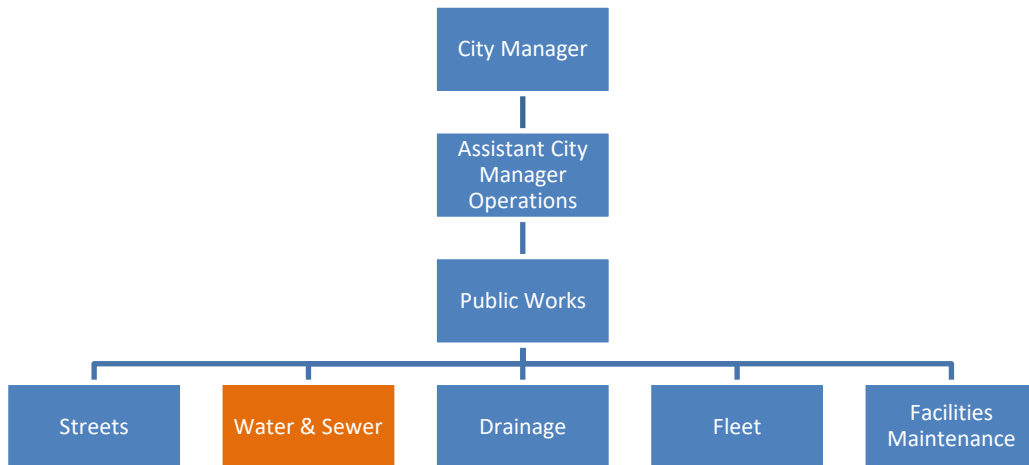 City Manager
Assistant City
Manager
Operations
Public Works
Streets
Water & Sewer
Drainage
Fleet
Facilities
Maintenance